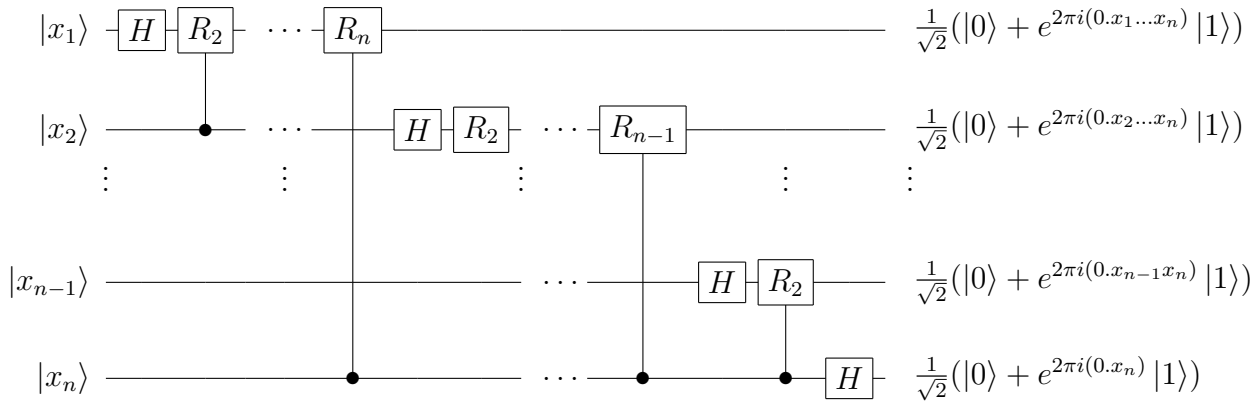 |x₁⟩ H R₂ ⋯ Rₙ 1/√2(|0⟩ + e^{2πi(0.x₁…xₙ)} |1⟩)
|x₂⟩ ⋯ H R₂ ⋯ Rₙ₋₁ 1/√2(|0⟩ + e^{2πi(0.x₂…xₙ)} |1⟩)
⋮ ⋮ ⋮ ⋮ ⋮
|xₙ₋₁⟩ ⋯ H R₂ 1/√2(|0⟩ + e^{2πi(0.xₙ₋₁xₙ)} |1⟩)
|xₙ⟩ ⋯ H 1/√2(|0⟩ + e^{2πi(0.xₙ)} |1⟩)